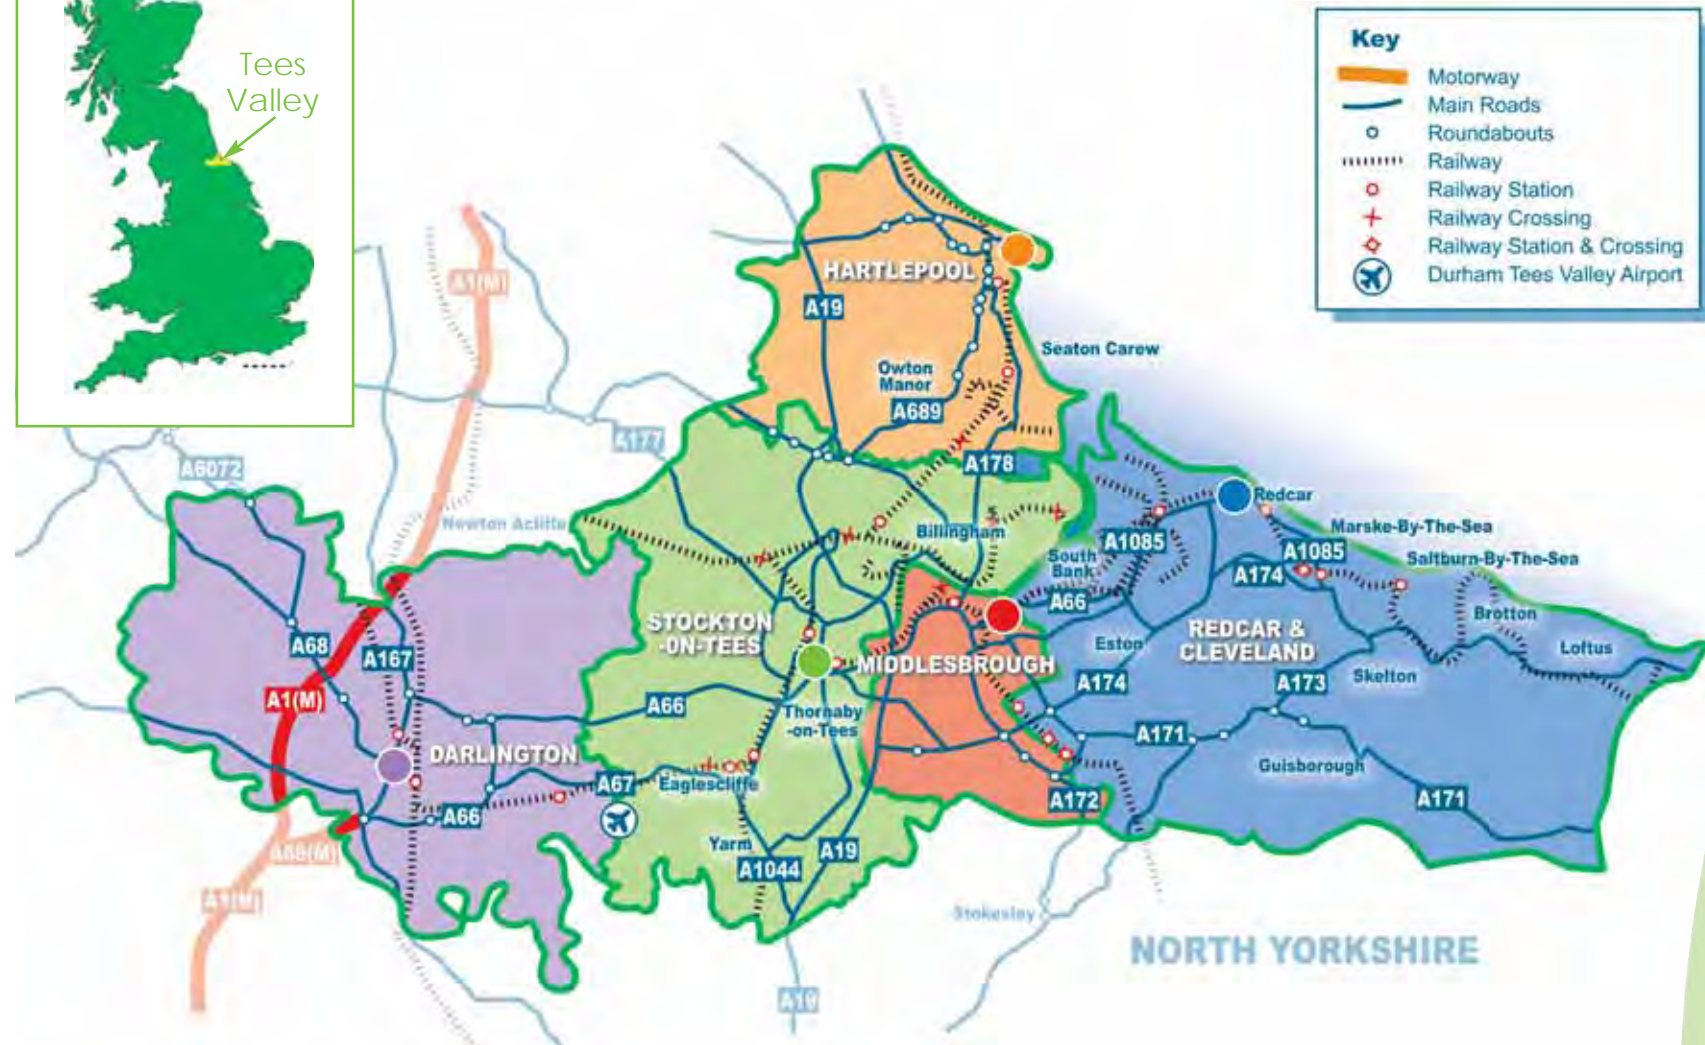 Tees
Valley
Key
Motorway
Main Roads
Roundabouts
Railway
Railway Station
Railway Crossing
Railway Station & Crossing
Durham Tees Valley Airport
A1(M)
HARTLEPOOL
A19
Seaton Carew
Owton
Manor
A689
A177
A6072
A178
Redcar
Newton Acliffe
Billingham
Marske-By-The-Sea
A1085
A1085
South
Bank
Saltburn-By-The-Sea
A174
A66
Brotton
STOCKTON
-ON-TEES
REDCAR &
CLEVELAND
A68
A167
Eston
Loftus
MIDDLESBROUGH
Skelton
A174
A173
A1(M)
A66
Thornaby
-on-Tees
A171
DARLINGTON
Guisborough
A67
Eaglescliffe
A172
A171
A66
Yarm
A19
A66(M)
A1044
A1(M)
Stokesley
NORTH YORKSHIRE
A19